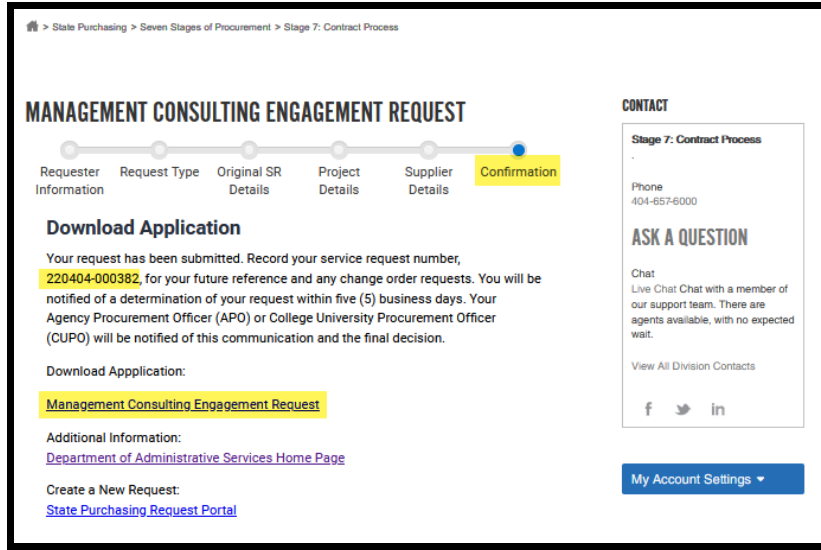 > State Purchasing > Seven Stages of Procurement > Stage 7: Contract Process
MANAGEMENT CONSULTING ENGAGEMENT REQUEST
Requester Information
Request Type
Original SR Details
Project Details
Supplier Details
Confirmation
Download Application
Your request has been submitted. Record your service request number,
220404-000382, for your future reference and any change order requests. You will be
notified of a determination of your request within five (5) business days. Your
Agency Procurement Officer (APO) or College University Procurement Officer
(CUPO) will be notified of this communication and the final decision.
Download Appplication:
Management Consulting Engagement Request
Additional Information:
Department of Administrative Services Home Page
Create a New Request:
State Purchasing Request Portal
CONTACT
Stage 7: Contract Process
.
Phone
404-657-6000
ASK A QUESTION
Chat
Live Chat Chat with a member of
our support team. There are
agents available, with no expected
wait.
View All Division Contacts
f in
My Account Settings